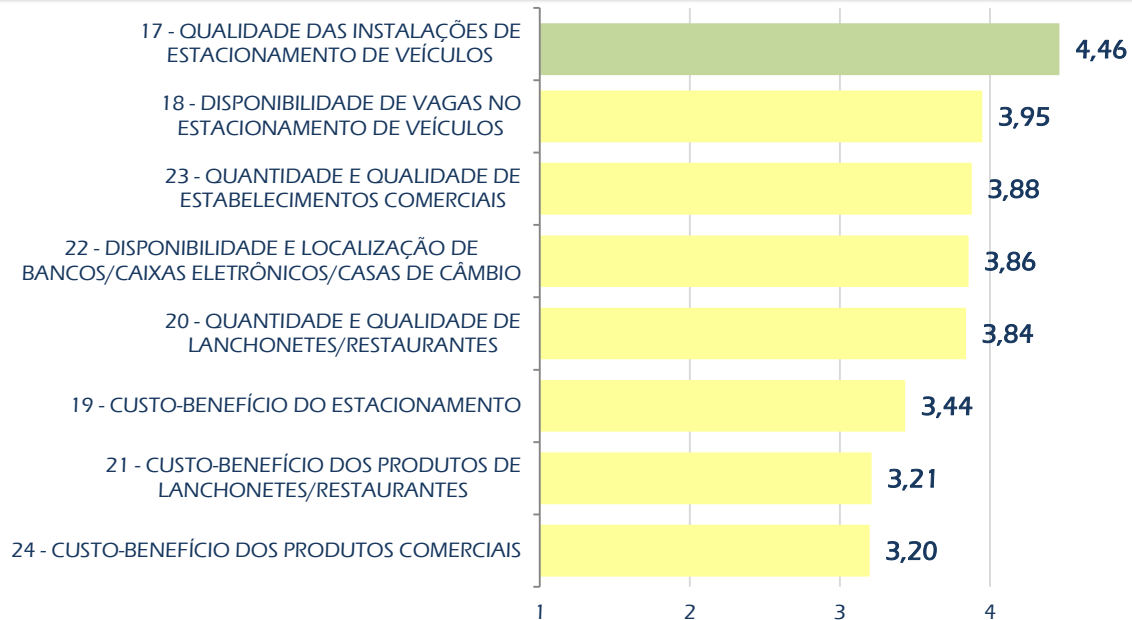 17 - QUALIDADE DAS INSTALAÇÕES DE
ESTACIONAMENTO DE VEÍCULOS
4,46
18 - DISPONIBILIDADE DE VAGAS NO
ESTACIONAMENTO DE VEÍCULOS
3,95
23 - QUANTIDADE E QUALIDADE DE
ESTABELECIMENTOS COMERCIAIS
3,88
22 - DISPONIBILIDADE E LOCALIZAÇÃO DE
BANCOS/CAIXAS ELETRÔNICOS/CASAS DE CÂMBIO
3,86
20 - QUANTIDADE E QUALIDADE DE
LANCHONETES/RESTAURANTES
3,84
19 - CUSTO-BENEFÍCIO DO ESTACIONAMENTO
3,44
21 - CUSTO-BENEFÍCIO DOS PRODUTOS DE
LANCHONETES/RESTAURANTES
3,21
24 - CUSTO-BENEFÍCIO DOS PRODUTOS COMERCIAIS
3,20
1 2 3 4